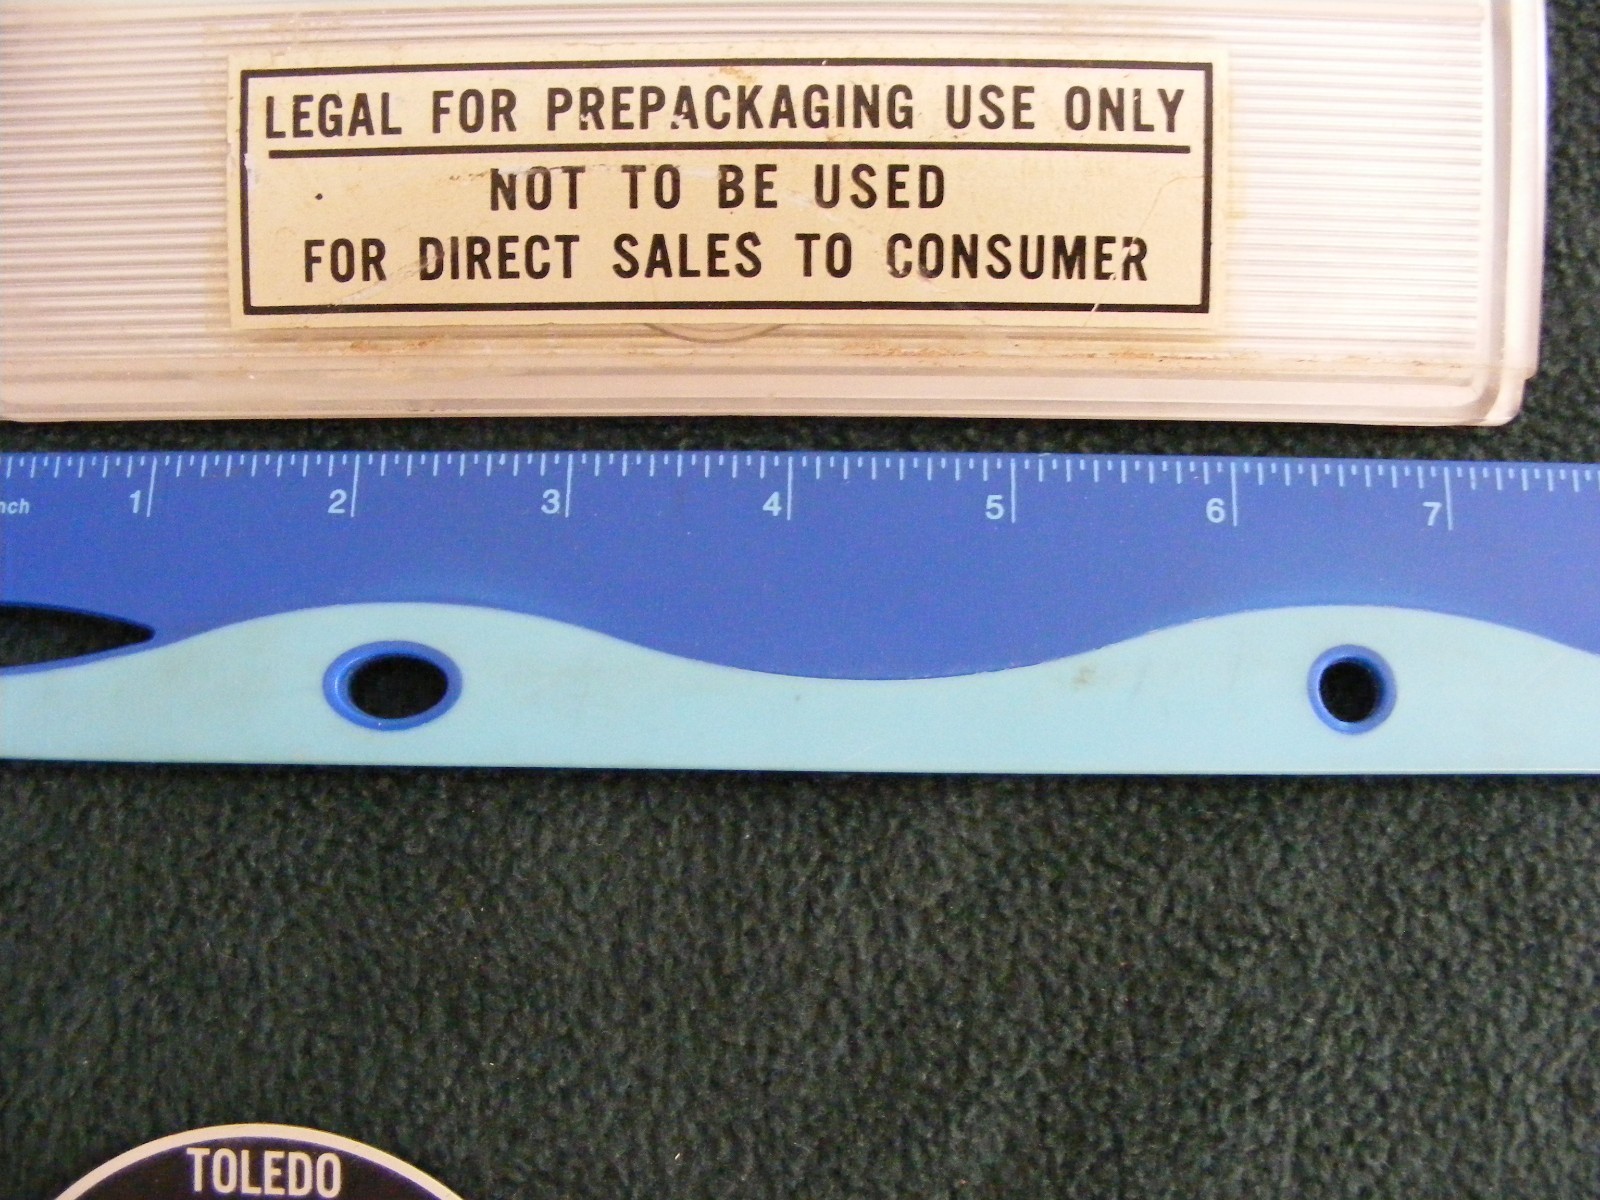 LEGAL FOR PREPACKAGING USE ONLY
NOT TO BE USED
FOR DIRECT SALES TO CONSUMER
nch 1 2 3 4 5 6 7
TOLEDO